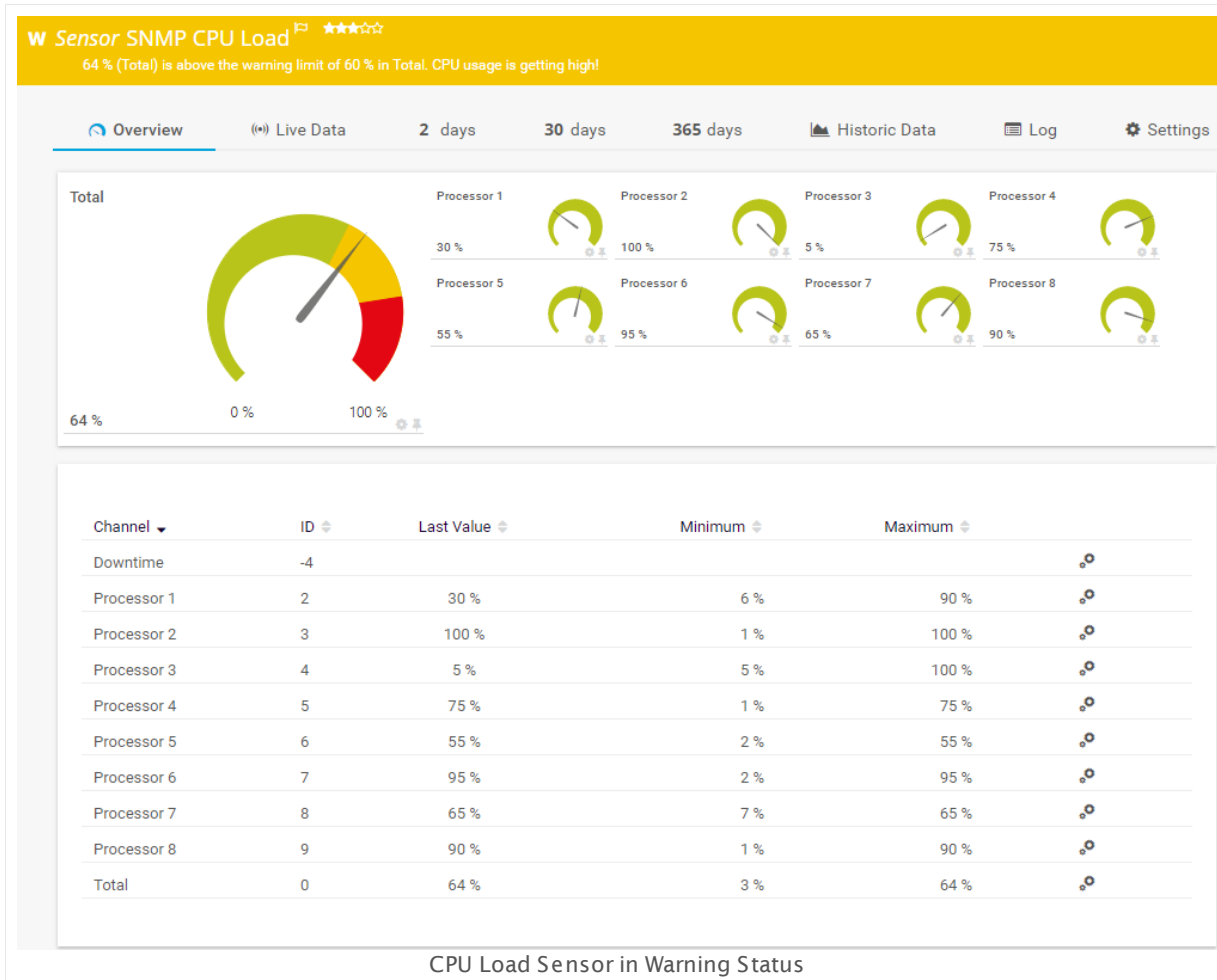 W Sensor SNMP CPU Load
64 % (Total) is above the warning limit of 60 % in Total. CPU usage is getting high!
Overview Live Data 2 days 30 days 365 days Historic Data Log Settings
Total
0 % 100 %
64 %
Processor 1 Processor 2 Processor 3 Processor 4
30 % 100 % 5 % 75 %
Processor 5 Processor 6 Processor 7 Processor 8
55 % 95 % 65 % 90 %
Channel ID Last Value Minimum Maximum
Downtime -4
Processor 1 2 30 % 6 % 90 %
Processor 2 3 100 % 1 % 100 %
Processor 3 4 5 % 5 % 100 %
Processor 4 5 75 % 1 % 75 %
Processor 5 6 55 % 2 % 55 %
Processor 6 7 95 % 2 % 95 %
Processor 7 8 65 % 7 % 65 %
Processor 8 9 90 % 1 % 90 %
Total 0 64 % 3 % 64 %
CPU Load Sensor in Warning Status